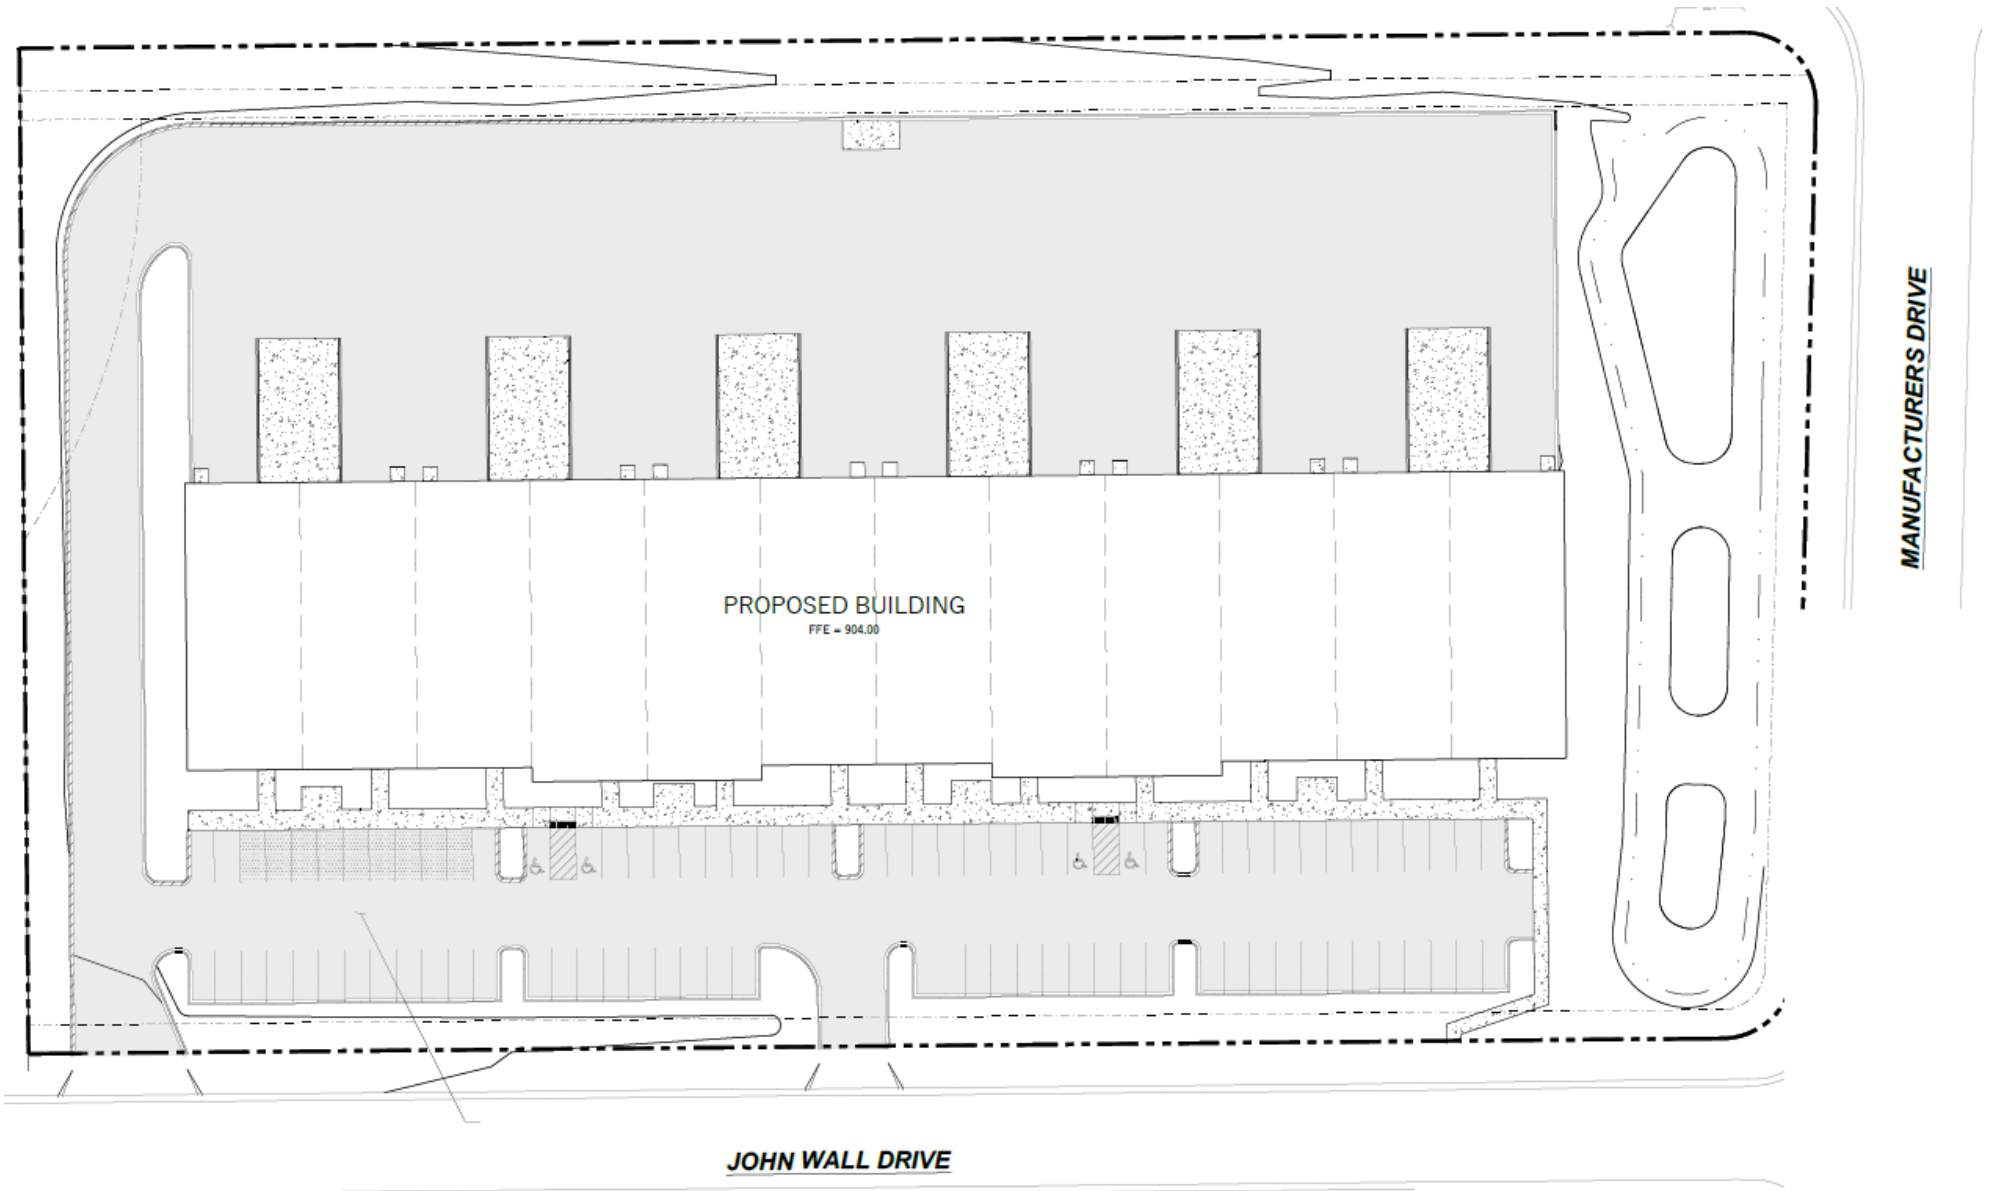 PROPOSED BUILDING
FFE = 904.00
MANUFACTURERS DRIVE
JOHN WALL DRIVE